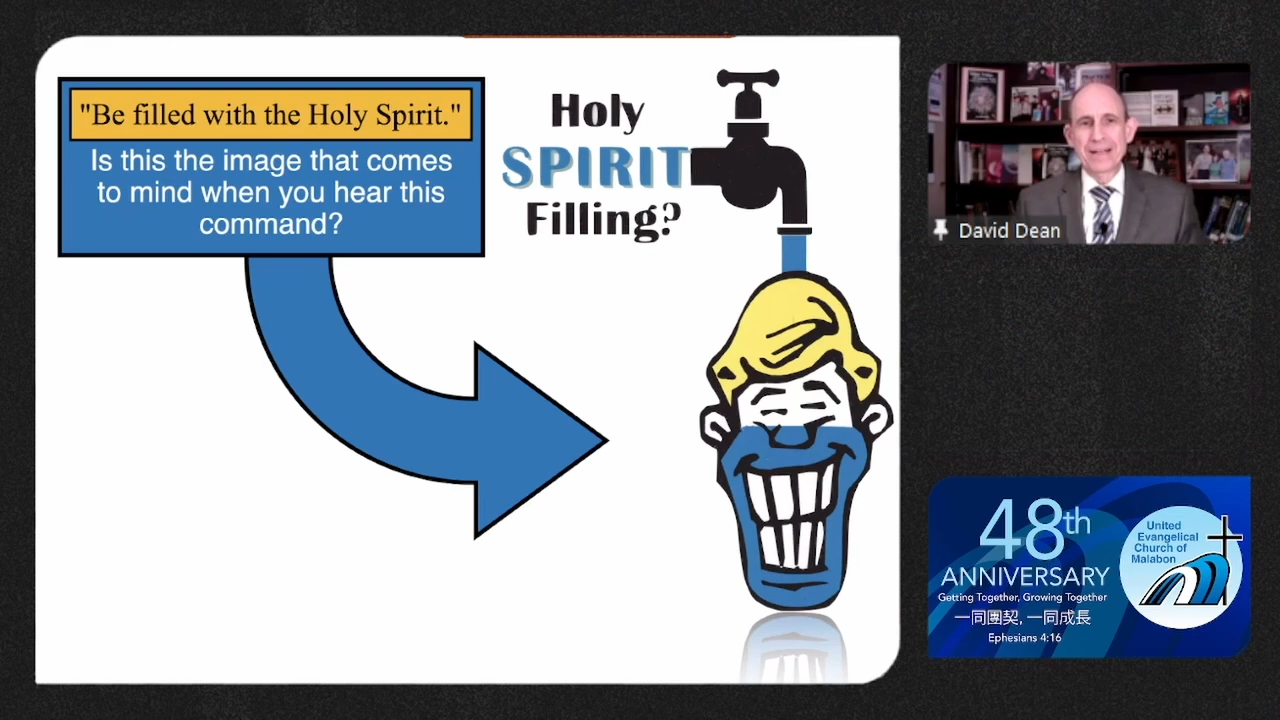 "Be filled with the Holy Spirit."
Is this the image that comes
to mind when you hear this
command?
Holy
SPIRIT
Filling?
David Dean
48th
ANNIVERSARY
Getting Together, Growing Together
一同團契, 一同成長
Ephesians 4:16
United
Evangelical
Church of
Malabon